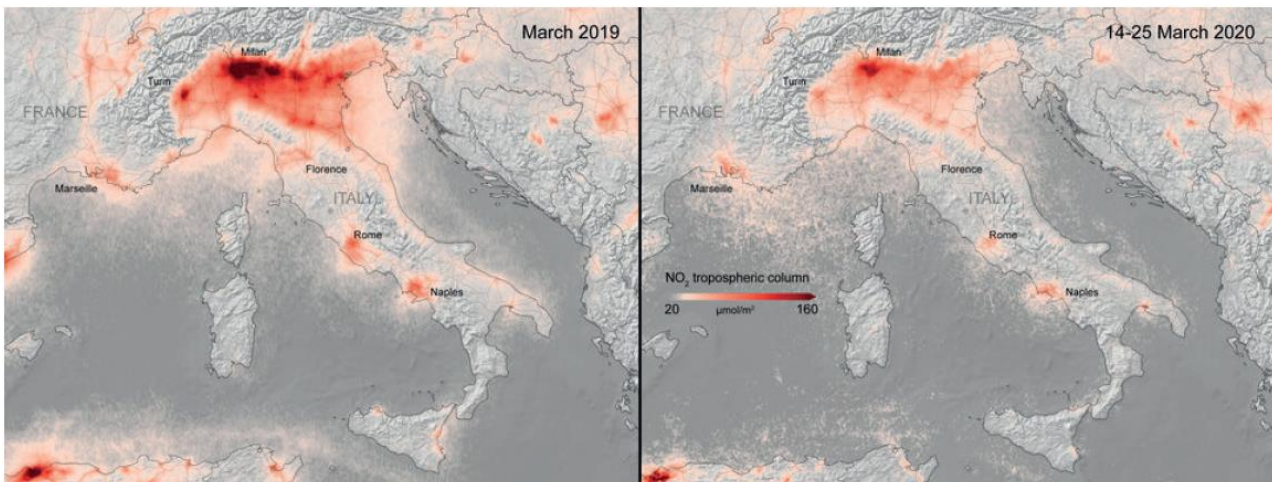 March 2019
Milan
Turin
FRANCE
Marseille
Florence
ITALY
Rome
Naples
14-25 March 2020
Milan
Turin
FRANCE
Marseille
Florence
ITALY
Rome
NO₂ tropospheric column
20 µmol/m² 160
Naples